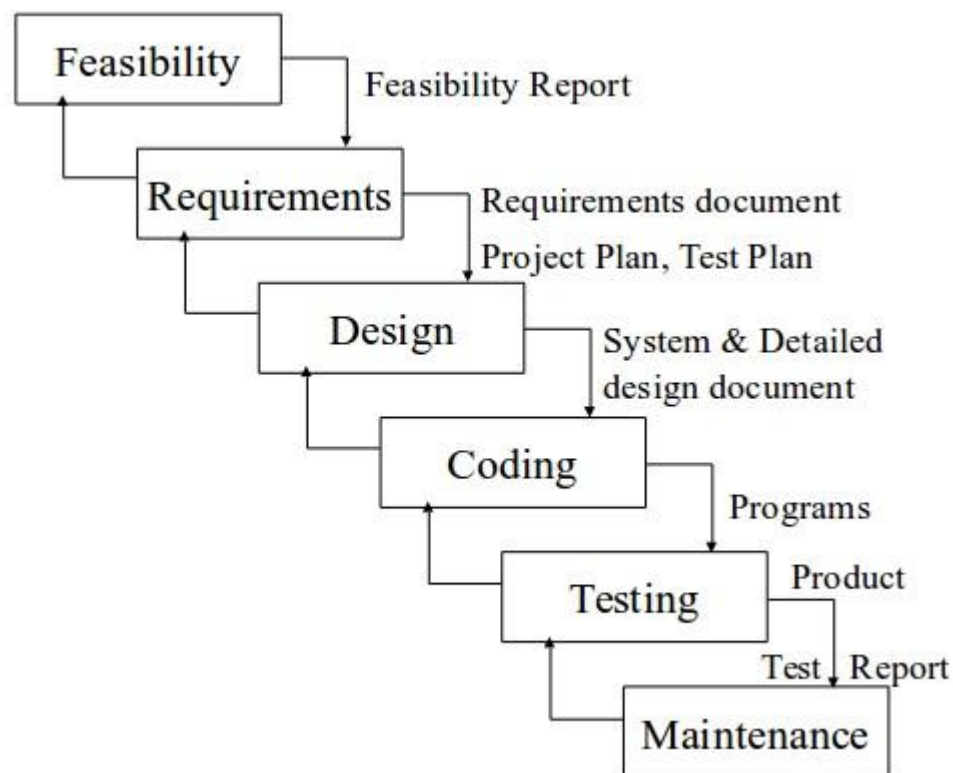 Feasibility
Feasibility Report
Requirements
Requirements document
Project Plan, Test Plan
Design
System & Detailed
design document
Coding
Programs
Testing
Product
Test Report
Maintenance